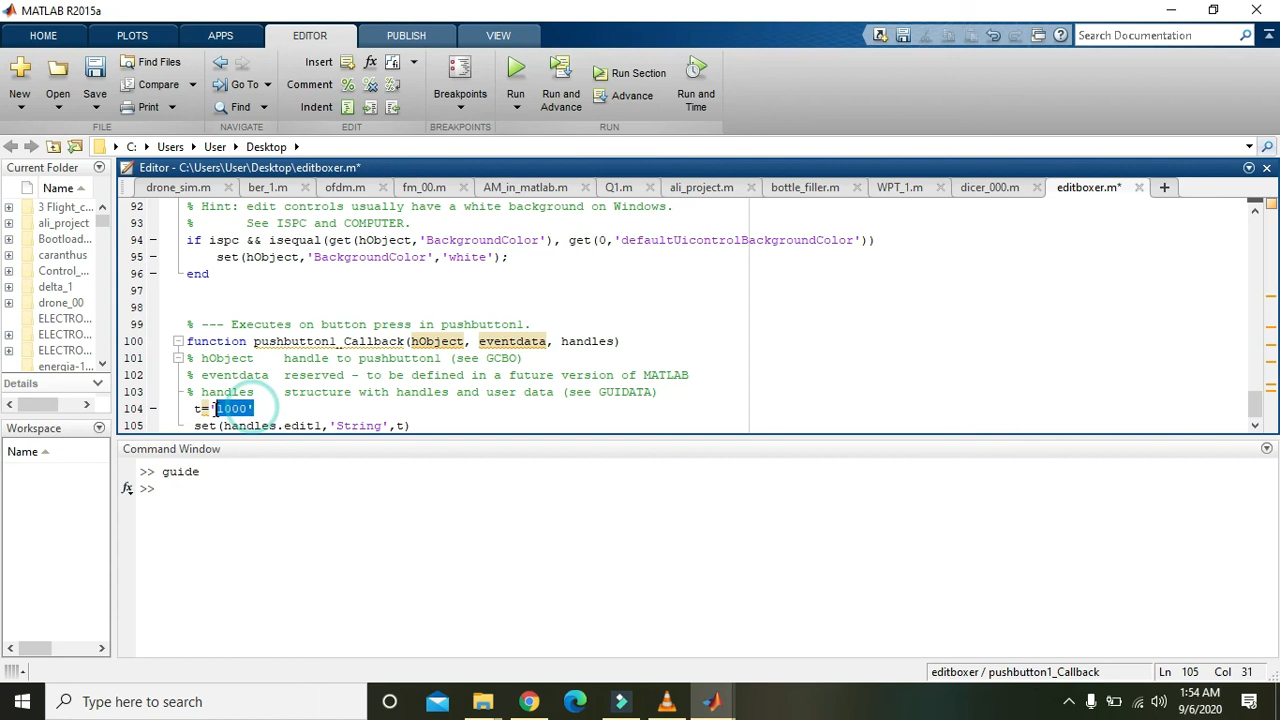 MATLAB R2015a
HOME PLOTS APPS EDITOR PUBLISH VIEW Search Documentation
New Open Save Find Files Compare Print
Go To Find
Insert Comment Indent
fx
Breakpoints
Run Run and Advance Run Section Advance Run and Time
FILE NAVIGATE EDIT BREAKPOINTS RUN
C: Users User Desktop
Current Folder
Name
3 Flight_c...
ali_project
Bootload...
caranthus
Control_...
delta_1
drone_00
ELECTRO...
ELECTRO...
ELECTRO...
energia-1...
Details
Workspace
Name
Editor - C:\Users\User\Desktop\editboxer.m*
drone_sim.m ber_1.m ofdm.m fm_00.m AM_in_matlab.m Q1.m ali_project.m bottle_filler.m WPT_1.m dicer_000.m editboxer.m*
92 % Hint: edit controls usually have a white background on Windows.
93 % See ISPC and COMPUTER.
94 if ispc && isequal(get(hObject,'BackgroundColor'), get(0,'defaultUicontrolBackgroundColor'))
95 set(hObject,'BackgroundColor','white');
96 end
97
98
99 % --- Executes on button press in pushbutton1.
100 function pushbutton1_Callback(hObject, eventdata, handles)
101 % hObject handle to pushbutton1 (see GCBO)
102 % eventdata reserved - to be defined in a future version of MATLAB
103 % handles structure with handles and user data (see GUIDATA)
104 t='1000'
105 set(handles.edit1,'String',t)
Command Window
>> guide
fx >>
editboxer / pushbutton1_Callback Ln 105 Col 31
Type here to search
1:54 AM
9/6/2020